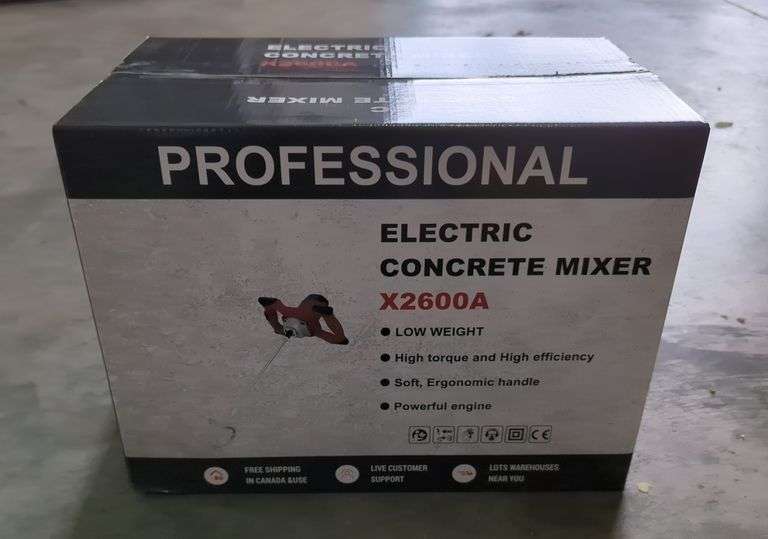 ELECTRIC
CONCRETE MIXER
PROFESSIONAL
ELECTRIC
CONCRETE MIXER
X2600A
LOW WEIGHT
High torque and High efficiency
Soft, Ergonomic handle
Powerful engine
CE
FREE SHIPPING
IN CANADA &USE
LIVE CUSTOMER
SUPPORT
LOTS WAREHOUSES
NEAR YOU